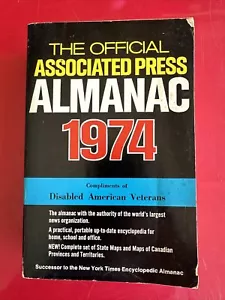 THE OFFICIAL
ASSOCIATED PRESS
ALMANAC
1974
Compliments of
Disabled American Veterans
The almanac with the authority of the world's largest
news organization.
A practical, portable up-to-date encyclopedia for
home, school and office.
NEW! Complete set of State Maps and Maps of Canadian
Provinces and Territories.
Successor to the New York Times Encyclopedic Almanac